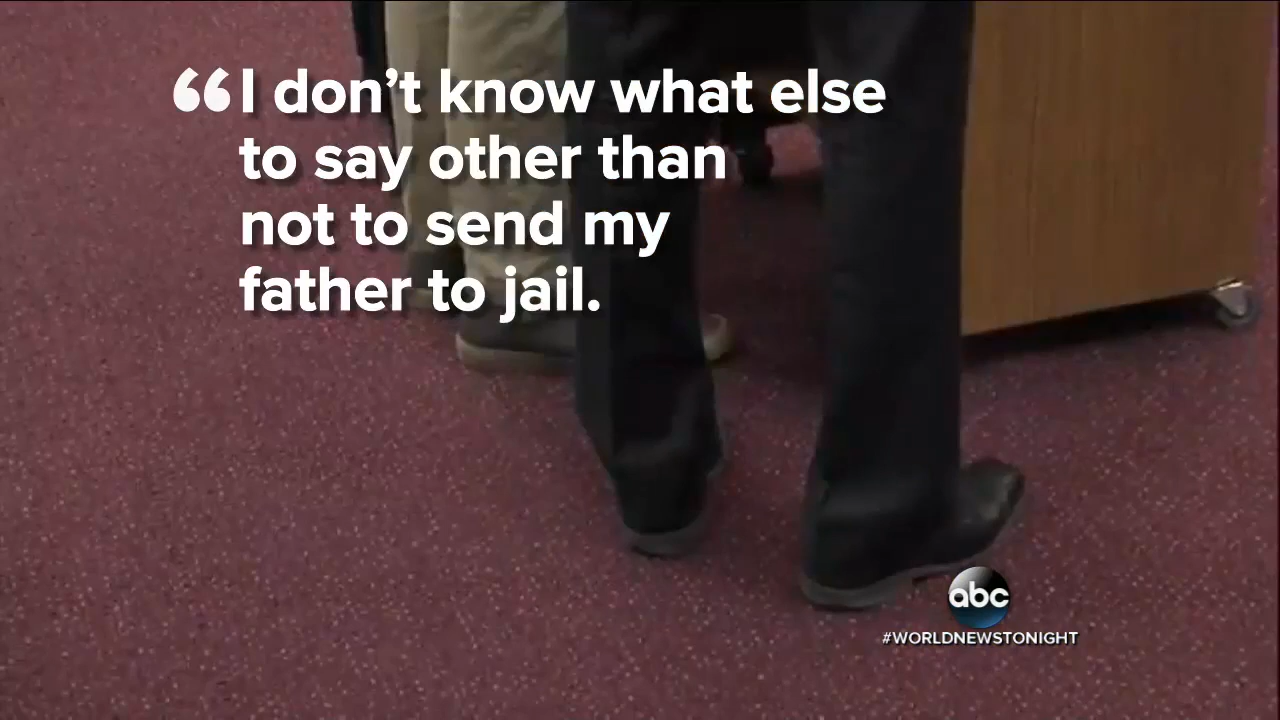 “I don’t know what else
to say other than
not to send my
father to jail.
abc
#WORLDNEWSTONIGHT